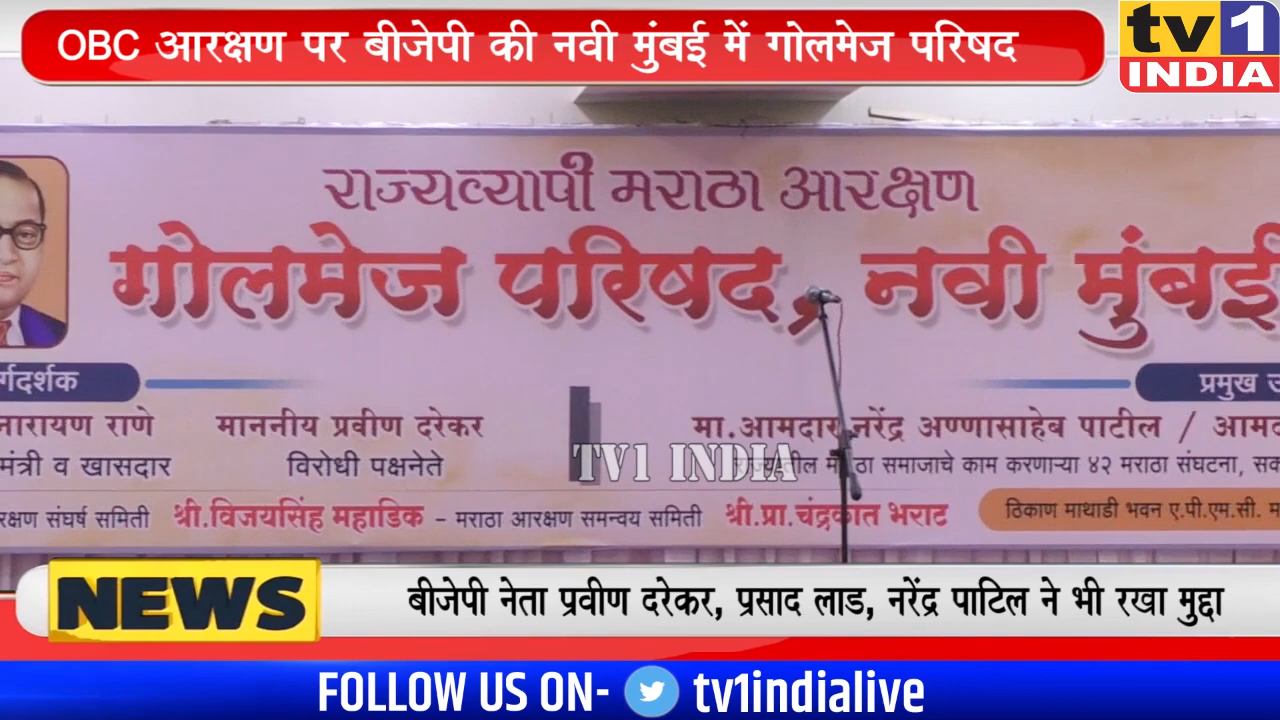 OBC आरक्षण पर बीजेपी की नवी मुंबई में गोलमेज परिषद
tv1
INDIA
राज्यव्यापी मराठा आरक्षण
गोलमेज परिषद, नवी मुंबई
र्गदर्शक
प्रमुख उ
नारायण राणे माननीय प्रवीण दरेकर मा.आमदार नरेंद्र अण्णासाहेब पाटील / आमद
मंत्री व खासदार विरोधी पक्षनेते राज्यातील मराठा समाजाचे काम करणाऱ्या ४२ मराठा संघटना, सक
TV1 INDIA
रक्षण संघर्ष समिती श्री.विजयसिंह महाडिक - मराठा आरक्षण समन्वय समिती श्री.प्रा.चंद्रकांत भराट
ठिकाण माथाडी भवन ए.पी.एम.सी. म
NEWS
बीजेपी नेता प्रवीण दरेकर, प्रसाद लाड, नरेंद्र पाटिल ने भी रखा मुद्दा
FOLLOW US ON- tv1indialive